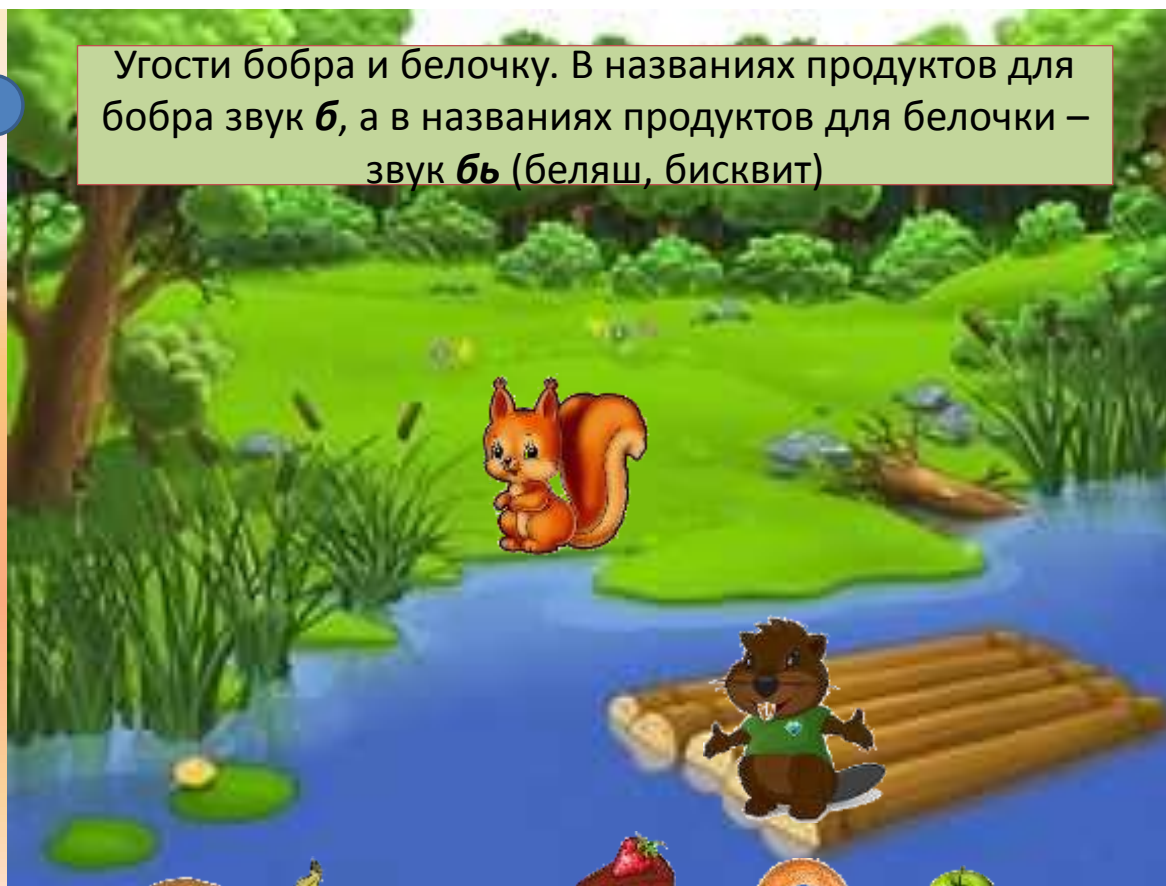 Угости бобра и белочку. В названиях продуктов для
бобра звук б, а в названиях продуктов для белочки –
звук бь (беляш, бисквит)